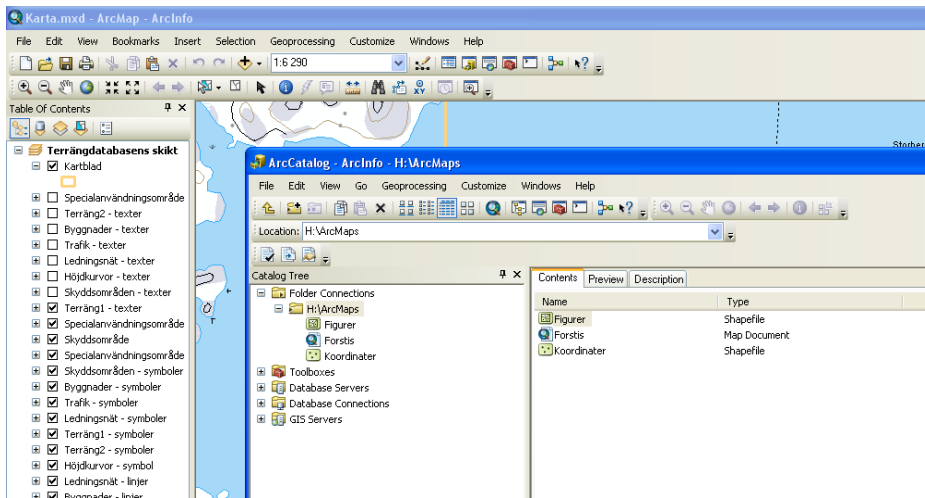 Karta.mxd - ArcMap - ArcInfo
File Edit View Bookmarks Insert Selection Geoprocessing Customize Windows Help
1:6 290
Table Of Contents
Terrängdatabasens skikt
Kartblad
Specialanvändningsområde
Terräng2 - texter
Byggnader - texter
Trafik - texter
Ledningsnät - texter
Höjdkurvor - texter
Skyddsområden - texter
Terräng1 - texter
Specialanvändningsområde
Skyddsområde
Specialanvändningsområde
Skyddsområden - symboler
Byggnader - symboler
Trafik - symboler
Ledningsnät - symboler
Terräng1 - symboler
Terräng2 - symboler
Höjdkurvor - symbol
Ledningsnät - linjer
Byggnader - linjer
ArcCatalog - ArcInfo - H:\ArcMaps
File Edit View Go Geoprocessing Customize Windows Help
Location: H:\ArcMaps
Catalog Tree
Folder Connections
H:\ArcMaps
Figurer
Forstis
Koordinater
Toolboxes
Database Servers
Database Connections
GIS Servers
Contents Preview Description
Name Type
Figurer Shapefile
Forstis Map Document
Koordinater Shapefile